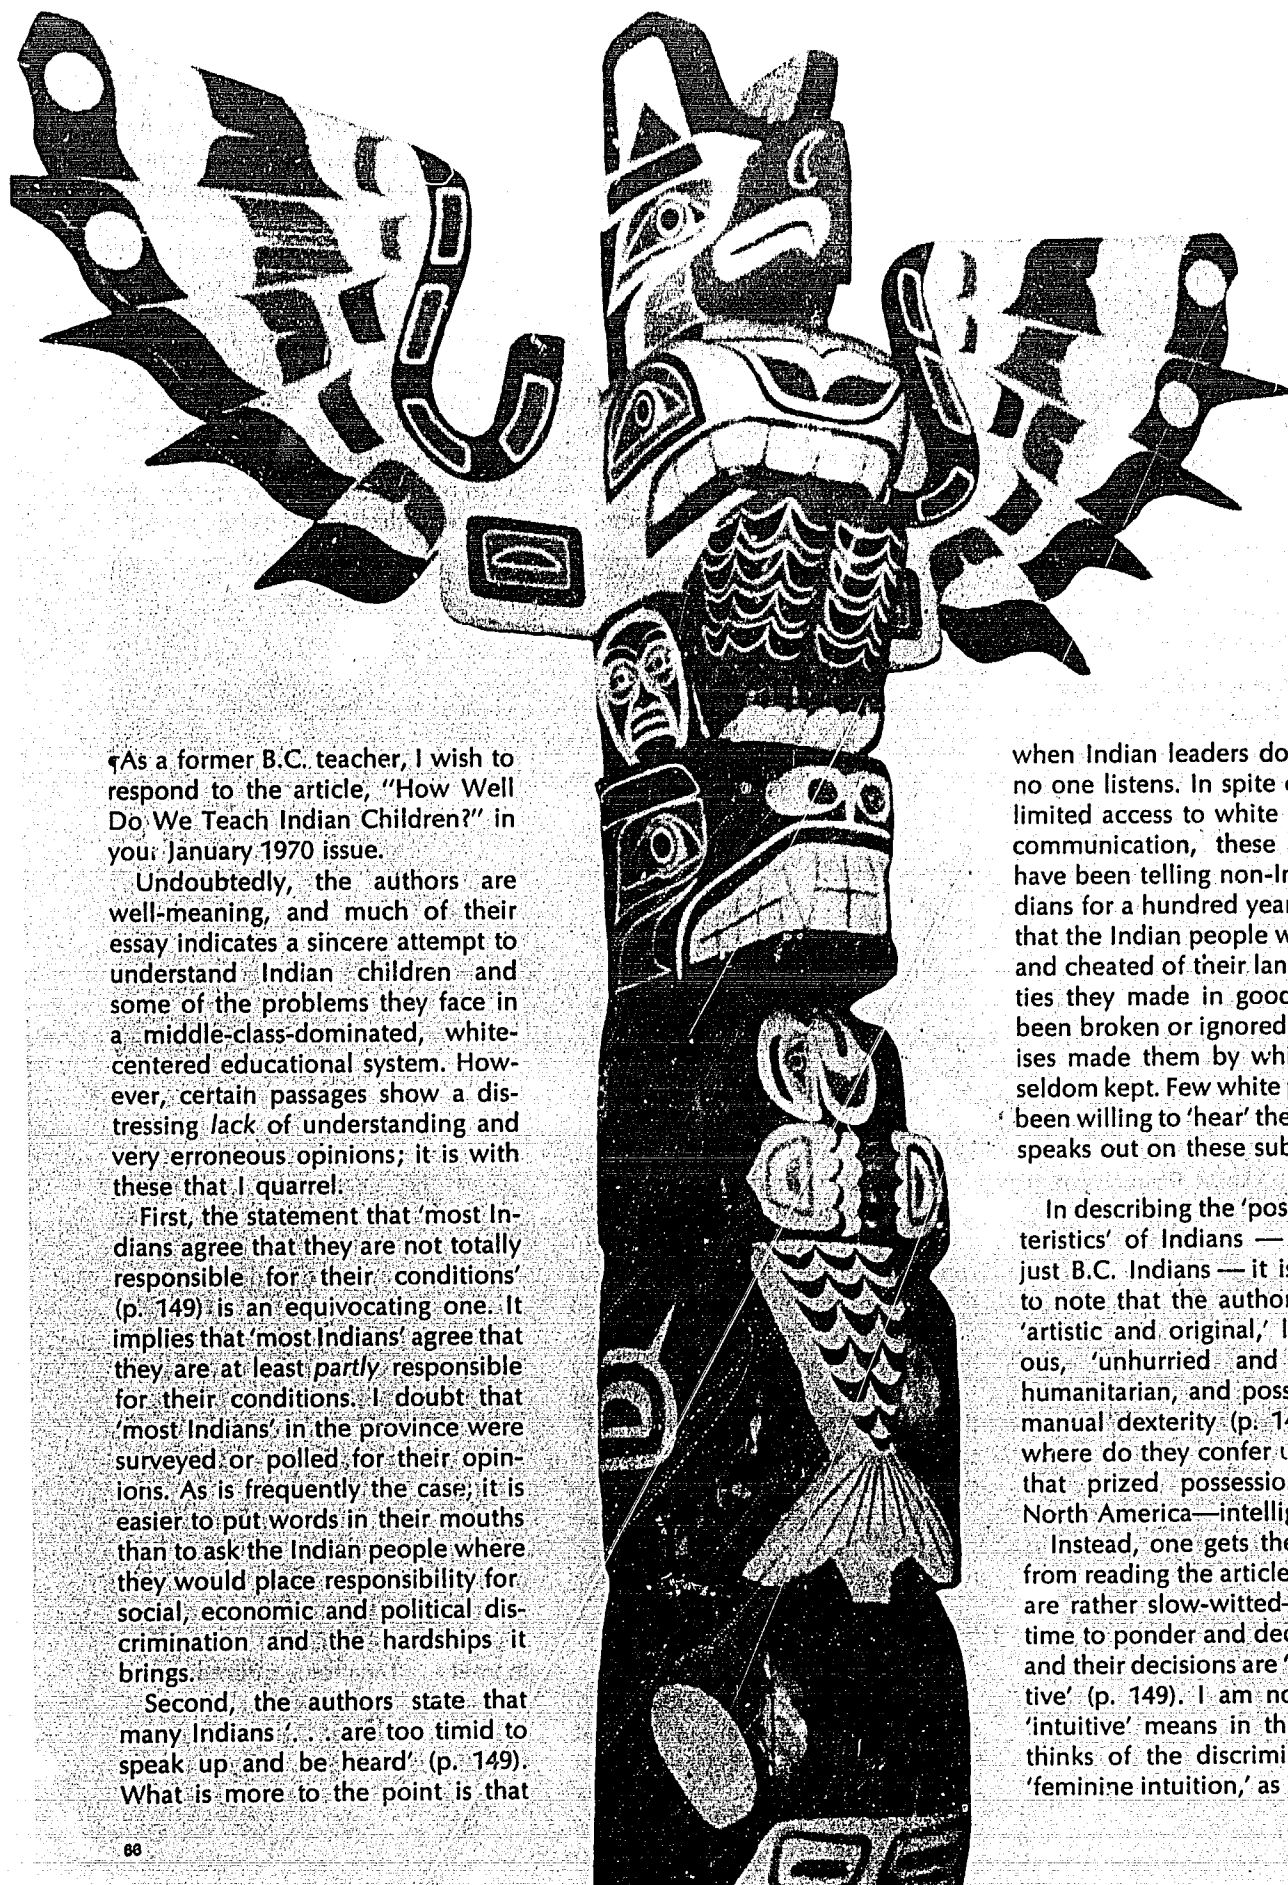 ¶As a former B.C. teacher, I wish to
respond to the article, "How Well
Do We Teach Indian Children?" in
your January 1970 issue.
Undoubtedly, the authors are
well-meaning, and much of their
essay indicates a sincere attempt to
understand Indian children and
some of the problems they face in
a middle-class-dominated, white-
centered educational system. How-
ever, certain passages show a dis-
tressing lack of understanding and
very erroneous opinions; it is with
these that I quarrel.
First, the statement that 'most In-
dians agree that they are not totally
responsible for their conditions'
(p. 149) is an equivocating one. It
implies that 'most Indians' agree that
they are at least partly responsible
for their conditions. I doubt that
'most Indians' in the province were
surveyed or polled for their opin-
ions. As is frequently the case, it is
easier to put words in their mouths
than to ask the Indian people where
they would place responsibility for
social, economic and political dis-
crimination and the hardships it
brings.
Second, the authors state that
many Indians '. . . are too timid to
speak up and be heard' (p. 149).
What is more to the point is that
66
when Indian leaders do
no one listens. In spite
limited access to white
communication, these
have been telling non-In
dians for a hundred year
that the Indian people w
and cheated of their lan
ties they made in good
been broken or ignored
ises made them by whi
seldom kept. Few white
been willing to 'hear' the
speaks out on these sub
In describing the 'pos
teristics' of Indians —
just B.C. Indians — it is
to note that the author
'artistic and original,' l
ous, 'unhurried and
humanitarian, and poss
manual dexterity (p. 14
where do they confer u
that prized possessio
North America—intellig
Instead, one gets the
from reading the article
are rather slow-witted—
time to ponder and dec
and their decisions are '
tive' (p. 149). I am no
'intuitive' means in th
thinks of the discrimi
'feminine intuition,' as